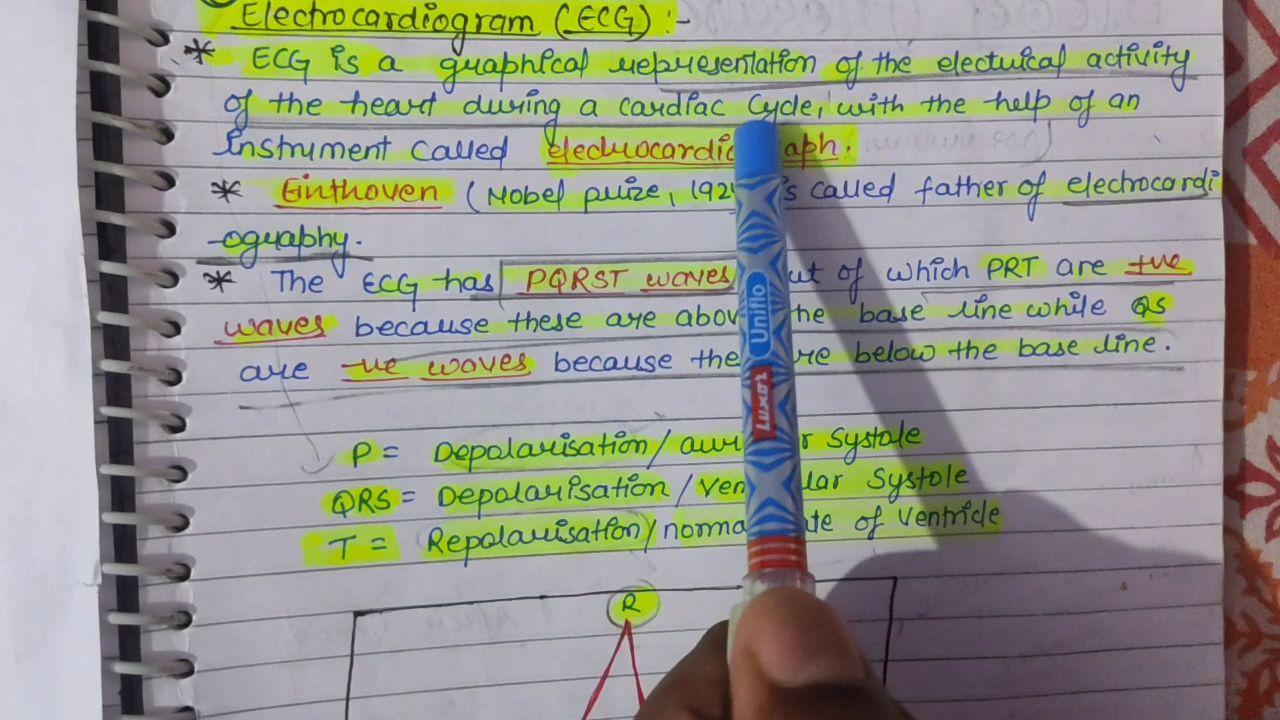 Electrocardiogram (ECG) :-
* ECG is a graphical representation of the electrical activity
of the heart during a cardiac cycle, with the help of an
instrument called electrocardio aph.
* Einthoven (Nobel prize, 192 is called father of electrocardi
-ography.
* The ECG has PQRST waves ut of which PRT are +ve
waves because these are abov he base line while QS
are -ve waves because the re below the base line.
P = Depolarisation / auri r Systole
QRS = Depolarisation / ven lar Systole
T = Repolarisation / norma te of ventricle
R
Uniflo
Luxor